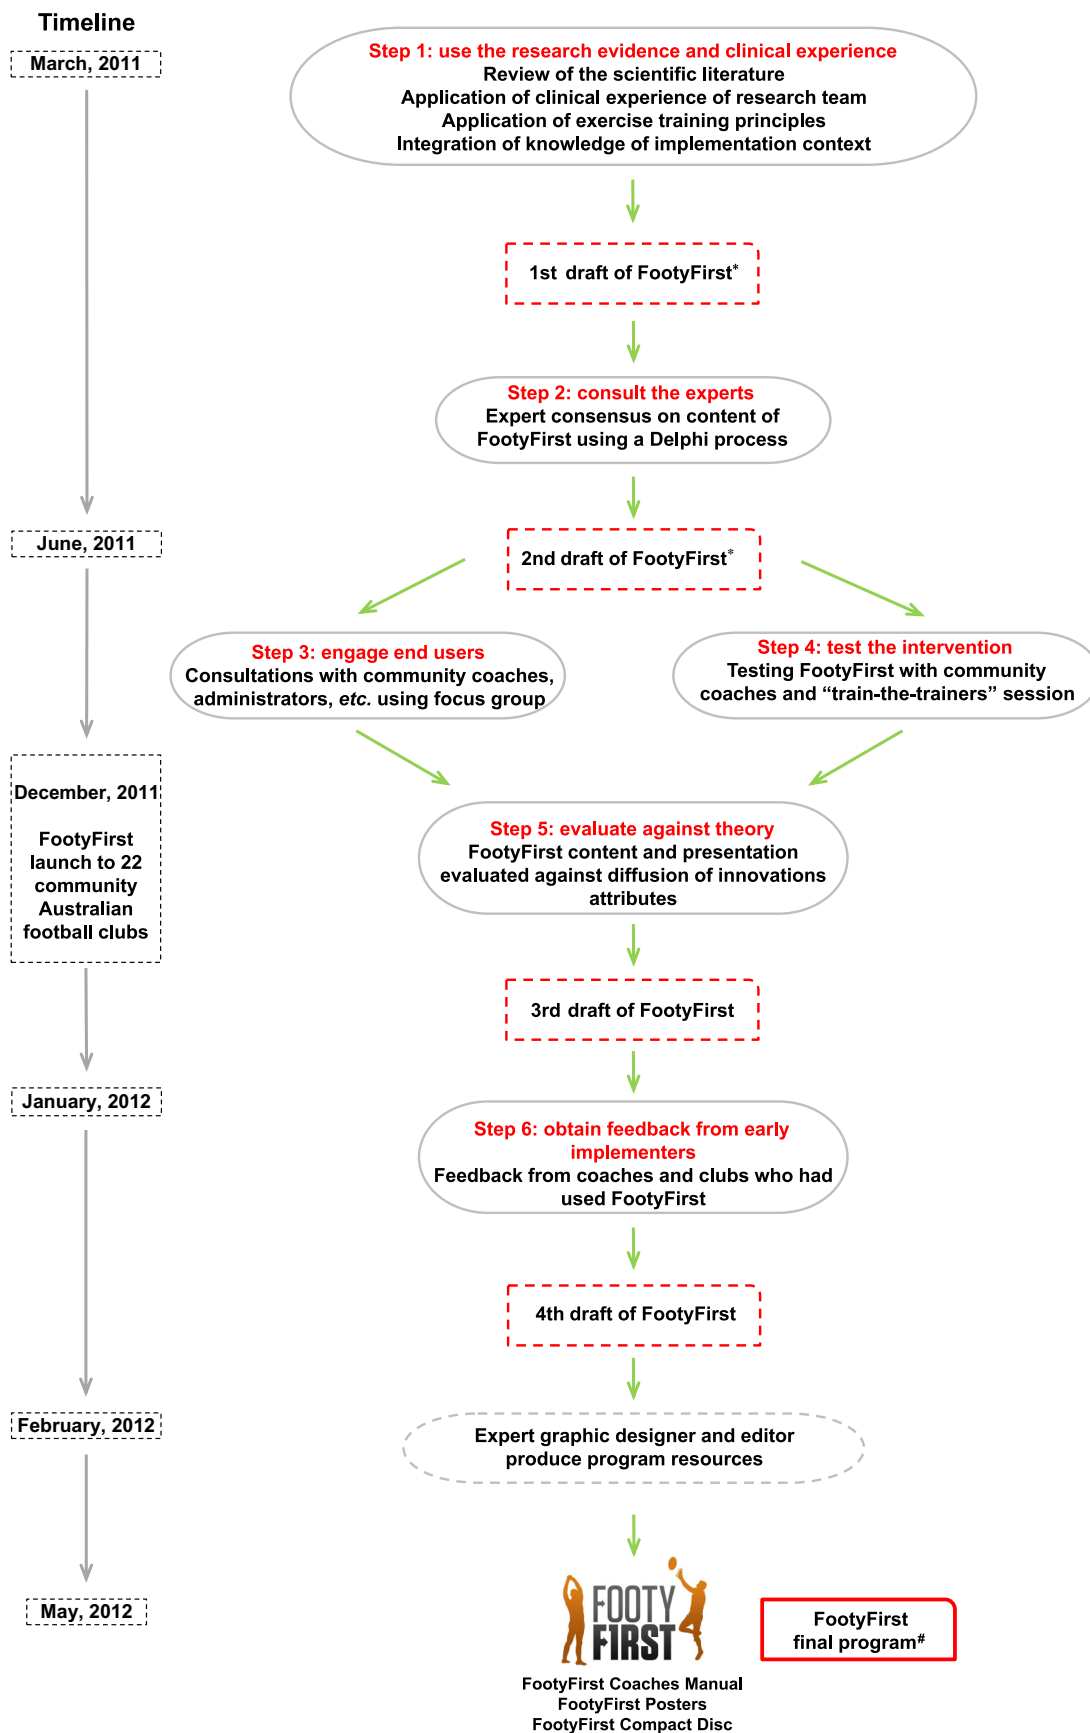 Timeline
March, 2011
Step 1: use the research evidence and clinical experience
Review of the scientific literature
Application of clinical experience of research team
Application of exercise training principles
Integration of knowledge of implementation context
1st draft of FootyFirst*
Step 2: consult the experts
Expert consensus on content of
FootyFirst using a Delphi process
June, 2011
2nd draft of FootyFirst*
Step 3: engage end users
Consultations with community coaches,
administrators, etc. using focus group
Step 4: test the intervention
Testing FootyFirst with community
coaches and “train-the-trainers” session
December, 2011
FootyFirst
launch to 22
community
Australian
football clubs
Step 5: evaluate against theory
FootyFirst content and presentation
evaluated against diffusion of innovations
attributes
3rd draft of FootyFirst
January, 2012
Step 6: obtain feedback from early
implementers
Feedback from coaches and clubs who had
used FootyFirst
4th draft of FootyFirst
February, 2012
Expert graphic designer and editor
produce program resources
May, 2012
FOOTY
FIRST
FootyFirst
final program#
FootyFirst Coaches Manual
FootyFirst Posters
FootyFirst Compact Disc